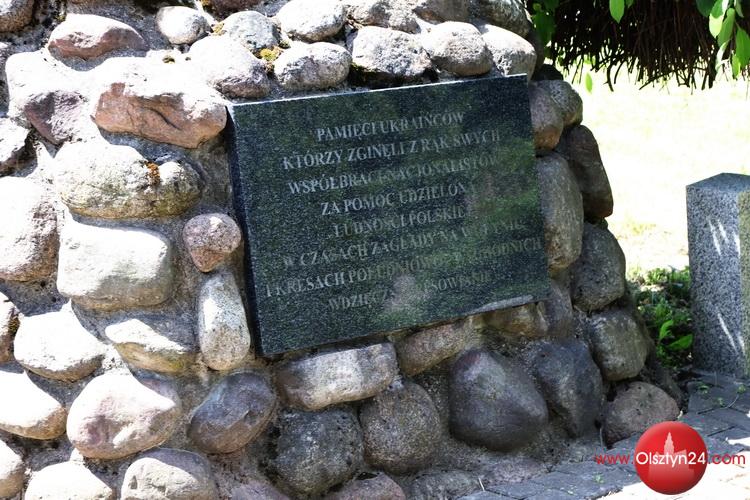 PAMIĘCI UKRAIŃCÓW
KTÓRZY ZGINĘLI Z RĄK SWYCH
WSPÓŁBRACI NACJONALISTÓW
ZA POMOC UDZIELONĄ
LUDNOŚCI POLSKIEJ
W CZASACH ZAGŁADY NA WOŁYNIU
I KRESACH POŁUDNIOWO WSCHODNICH
WDZIĘCZNI
www.Olsztyn24.com